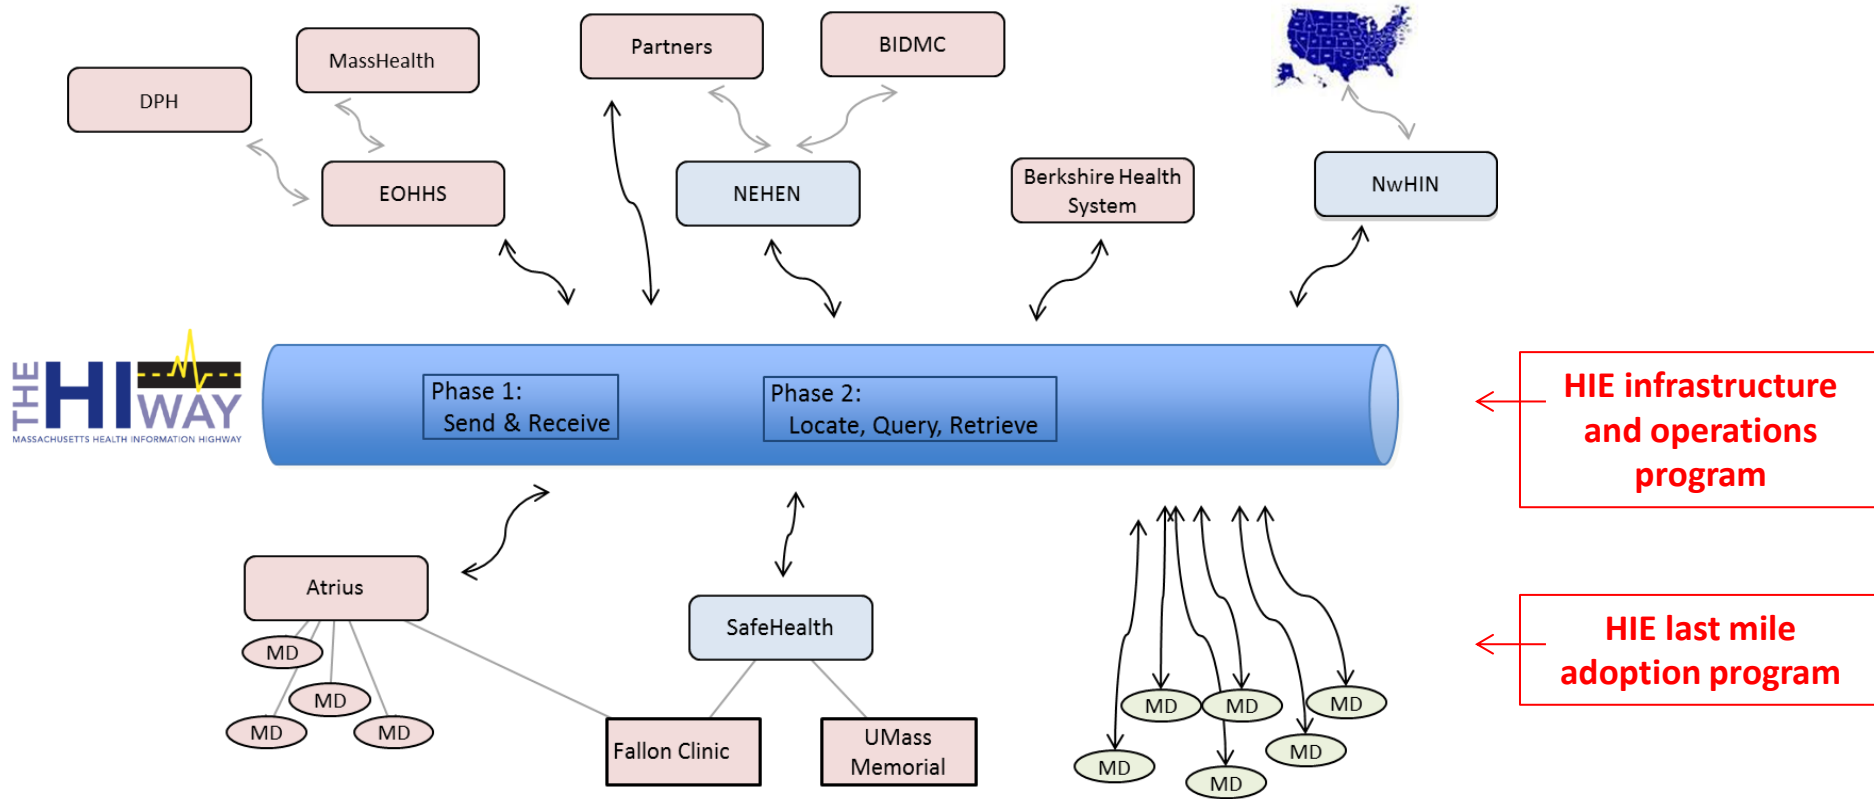 MassHealth
Partners
BIDMC
DPH
EOHHS
NEHEN
Berkshire Health
System
NwHIN
THE
HI
WAY
MASSACHUSETTS HEALTH INFORMATION HIGHWAY
Phase 1:
Send & Receive
Phase 2:
Locate, Query, Retrieve
HIE infrastructure
and operations
program
Atrius
MD
MD
MD
MD
SafeHealth
Fallon Clinic
UMass
Memorial
MD
MD
MD
MD
MD
MD
HIE last mile
adoption program